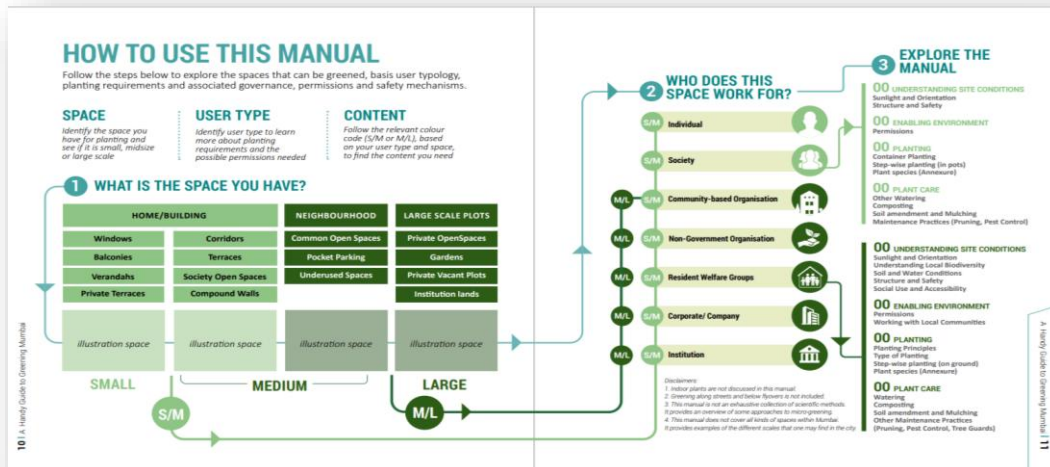 HOW TO USE THIS MANUAL
Follow the steps below to explore the spaces that can be greened, basis user typology,
planting requirements and associated governance, permissions and safety mechanisms.
SPACE
Identify the space you
have for planting and
see if it is small, midsize
or large scale
USER TYPE
Identify user type to learn
more about planting
requirements and the
possible permissions needed
CONTENT
Follow the relevant colour
code (S/M or M/L), based
on your user type and space,
to find the content you need
1 WHAT IS THE SPACE YOU HAVE?
HOME/BUILDING
Windows
Balconies
Verandahs
Private Terraces
Corridors
Terraces
Society Open Spaces
Compound Walls
NEIGHBOURHOOD
Common Open Spaces
Pocket Parking
Underused Spaces
LARGE SCALE PLOTS
Private OpenSpaces
Gardens
Private Vacant Plots
Institution lands
illustration space
illustration space
illustration space
illustration space
SMALL
MEDIUM
LARGE
S/M
M/L
10 | A Handy Guide to Greening Mumbai
2 WHO DOES THIS
SPACE WORK FOR?
S/M Individual
S/M Society
M/L S/M Community-based Organisation
M/L S/M Non-Government Organisation
M/L S/M Resident Welfare Groups
M/L S/M Corporate/ Company
M/L S/M Institution
Disclaimers:
1. Indoor plants are not discussed in this manual.
2. Greening along streets and below flyovers is not included.
3. This manual is not an exhaustive collection of scientific methods.
It provides an overview of some approaches to micro-greening.
4. This manual does not cover all kinds of spaces within Mumbai.
It provides examples of the different scales that one may find in the city.
3 EXPLORE THE
MANUAL
00 UNDERSTANDING SITE CONDITIONS
Sunlight and Orientation
Structure and Safety
00 ENABLING ENVIRONMENT
Permissions
00 PLANTING
Container Planting
Step-wise planting (in pots)
Plant species (Annexure)
00 PLANT CARE
Other Watering
Composting
Soil amendment and Mulching
Maintenance Practices (Pruning, Pest Control)
00 UNDERSTANDING SITE CONDITIONS
Sunlight and Orientation
Understanding Local Biodiversity
Soil and Water Conditions
Structure and Safety
Social Use and Accessibility
00 ENABLING ENVIRONMENT
Permissions
Working with Local Communities
00 PLANTING
Planting Principles
Type of Planting
Step-wise planting (on ground)
Plant species (Annexure)
00 PLANT CARE
Watering
Composting
Soil amendment and Mulching
Other Maintenance Practices
(Pruning, Pest Control, Tree Guards)
A Handy Guide to Greening Mumbai | 11